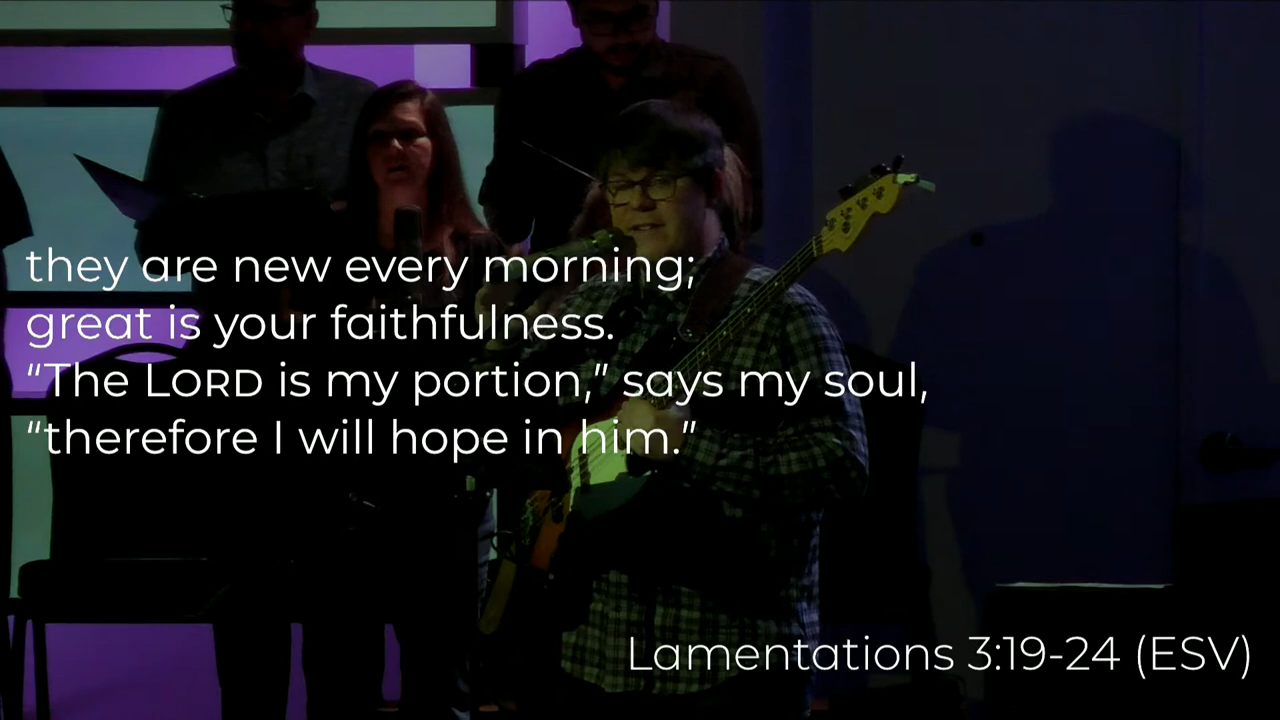 they are new every morning;
great is your faithfulness.
“The LORD is my portion,” says my soul,
“therefore I will hope in him.”
Lamentations 3:19-24 (ESV)